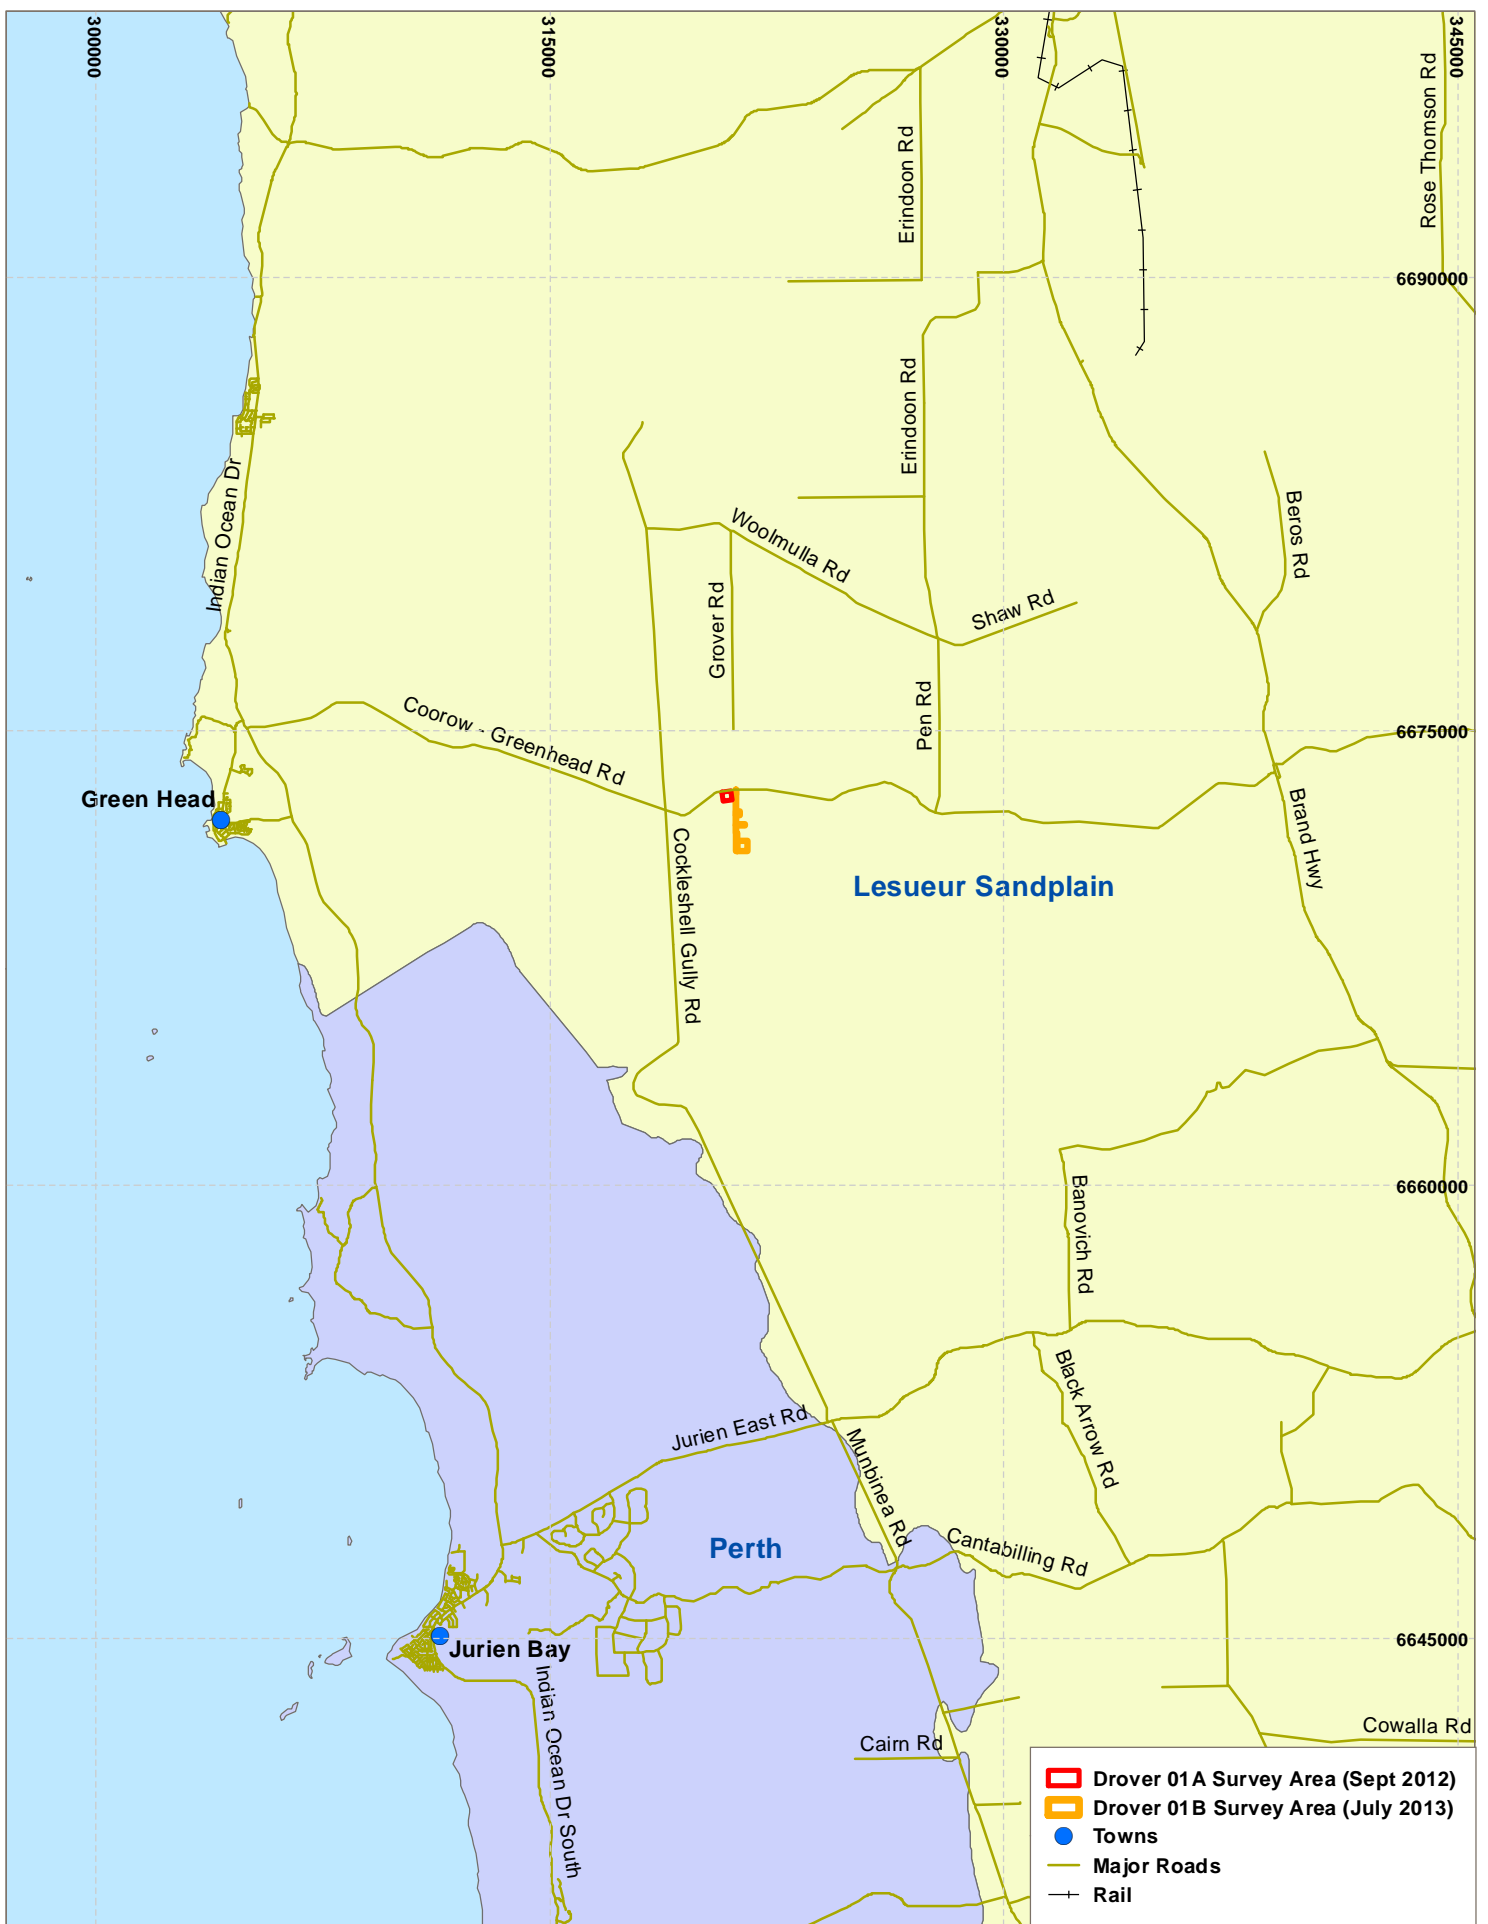 300000
315000
330000
345000
Rose Thomson Rd
Erindoon Rd
6690000
Erindoon Rd
Indian Ocean Dr
Beros Rd
Woolmulla Rd
Grover Rd
Shaw Rd
Pen Rd
Coorow - Greenhead Rd
6675000
Green Head
Brand Hwy
Cockleshell Gully Rd
Lesueur Sandplain
6660000
Banovich Rd
Black Arrow Rd
Jurien East Rd
Munbinea Rd
Perth
Cantabilling Rd
6645000
Jurien Bay
Indian Ocean Dr South
Cairn Rd
Cowalla Rd
Drover 01A Survey Area (Sept 2012)
Drover 01B Survey Area (July 2013)
Towns
Major Roads
Rail